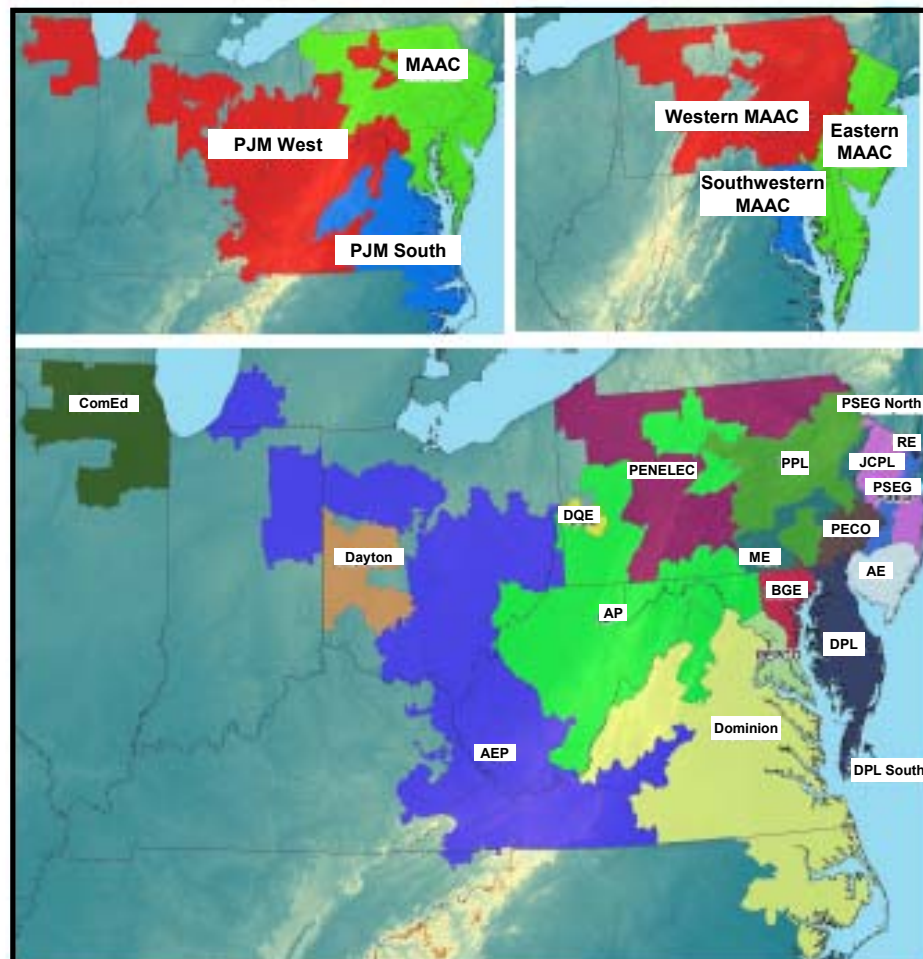 MAAC
PJM West
PJM South
Western MAAC
Eastern
MAAC
Southwestern
MAAC
ComEd
PSEG North
RE
PENELEC
PPL
JCPL
PSEG
DQE
PECO
Dayton
ME
AE
BGE
AP
DPL
Dominion
AEP
DPL South